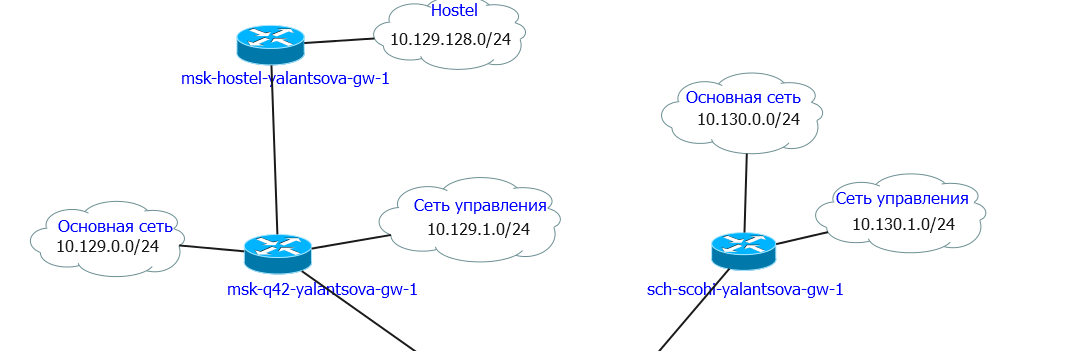 Hostel
10.129.128.0/24
msk-hostel-yalantsova-gw-1
Основная сеть
10.130.0.0/24
Сеть управления
10.129.1.0/24
Сеть управления
10.130.1.0/24
Основная сеть
10.129.0.0/24
msk-q42-yalantsova-gw-1
sch-scohl-yalantsova-gw-1